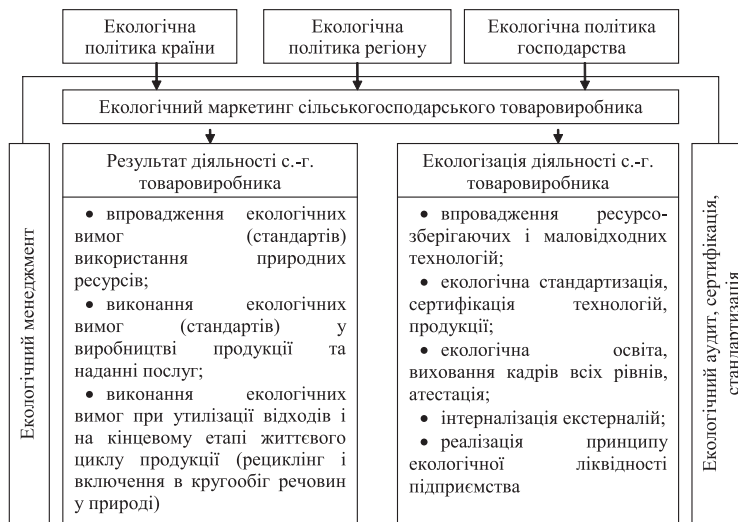 Екологічна
політика країни
Екологічна
політика регіону
Екологічна політика
господарства
Екологічний маркетинг сільськогосподарського товаровиробника
Екологічний менеджмент
Результат діяльності с.-г.
товаровиробника
• впровадження екологічних
вимог (стандартів)
використання природних
ресурсів;
• виконання екологічних
вимог (стандартів) у
виробництві продукції та
наданні послуг;
• виконання екологічних
вимог при утилізації відходів і
на кінцевому етапі життєвого
циклу продукції (рециклінг і
включення в кругообіг речовин
у природі)
Екологізація діяльності с.-г.
товаровиробника
• впровадження ресурсо-
зберігаючих і маловідходних
технологій;
• екологічна стандартизація,
сертифікація технологій,
продукції;
• екологічна освіта,
виховання кадрів всіх рівнів,
атестація;
• інтерналізація екстерналій;
• реалізація принципу
екологічної ліквідності
підприємства
Екологічний аудит, сертифікація,
стандартизація